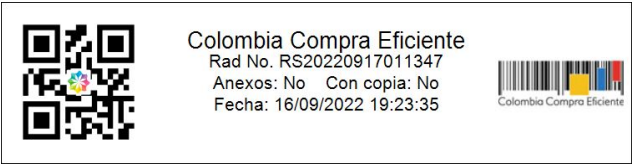 Colombia Compra Eficiente
Rad No. RS20220917011347
Anexos: No Con copia: No
Fecha: 16/09/2022 19:23:35
Colombia Compra Eficiente